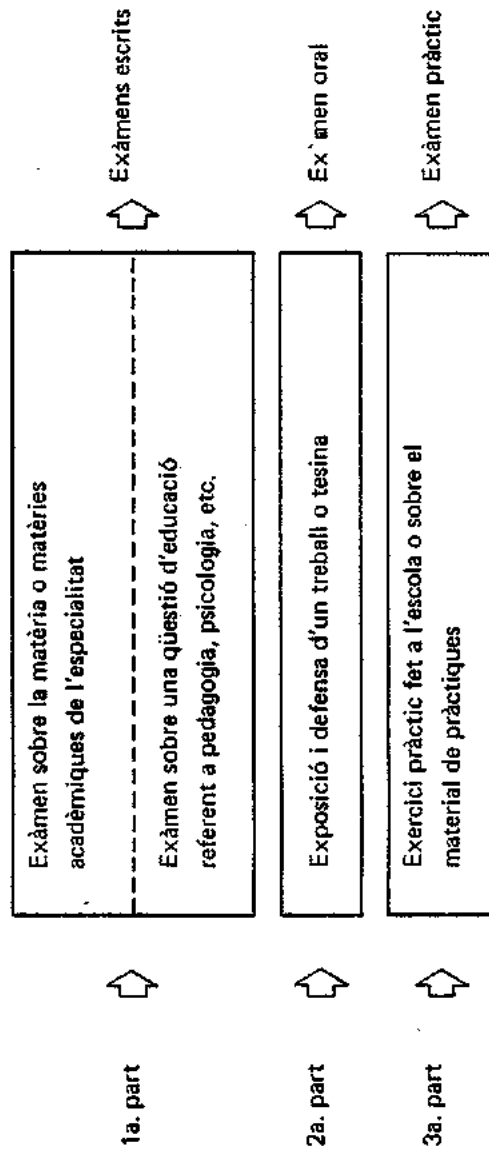 1a. part
Exàmen sobre la matèria o matèries
acadèmiques de l'especialitat
Exàmen sobre una qüestió d'educació
referent a pedagogia, psicologia, etc.
Exàmens escrits
2a. part
Exposició i defensa d'un treball o tesina
Ex`men oral
3a. part
Exercici pràctic fet a l'escola o sobre el
material de pràctiques
Exàmen pràctic